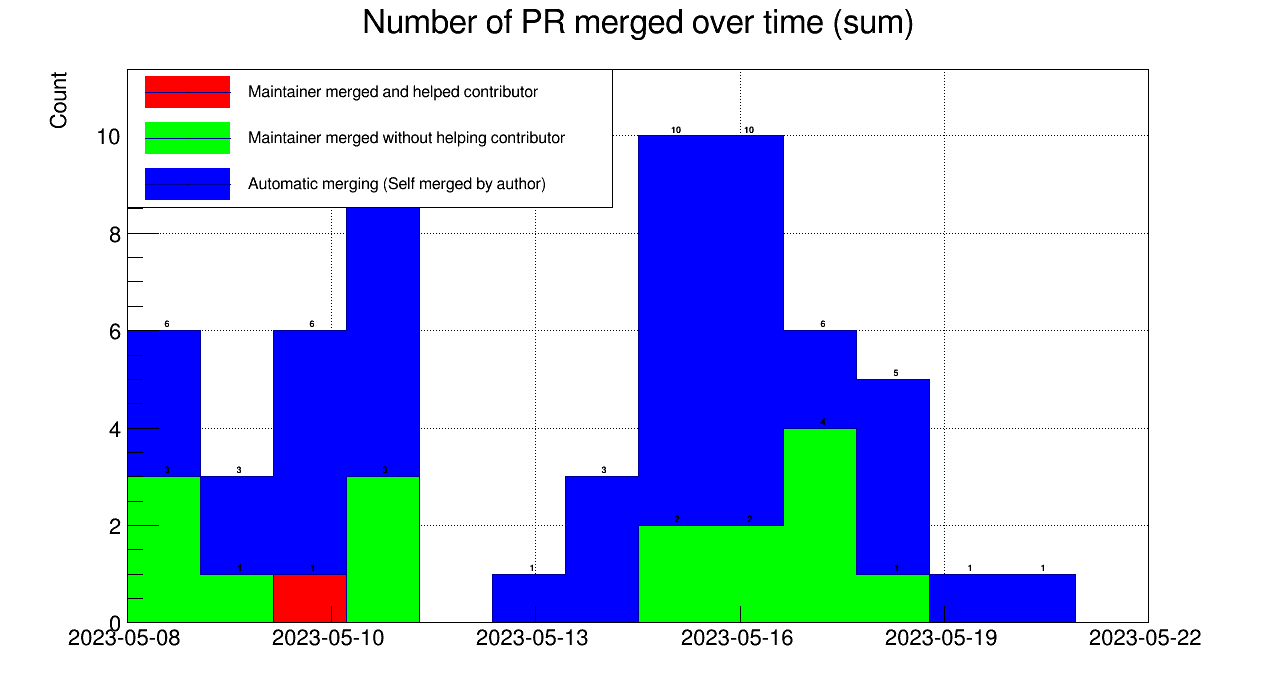 Number of PR merged over time (sum)
Count
Maintainer merged and helped contributor
Maintainer merged without helping contributor
Automatic merging (Self merged by author)
10
8
6
4
2
0
10 10
6 6 6
5
4
3 3 3 3
2 2
1 1 1 1 1 1
2023-05-08 2023-05-10 2023-05-13 2023-05-16 2023-05-19 2023-05-22